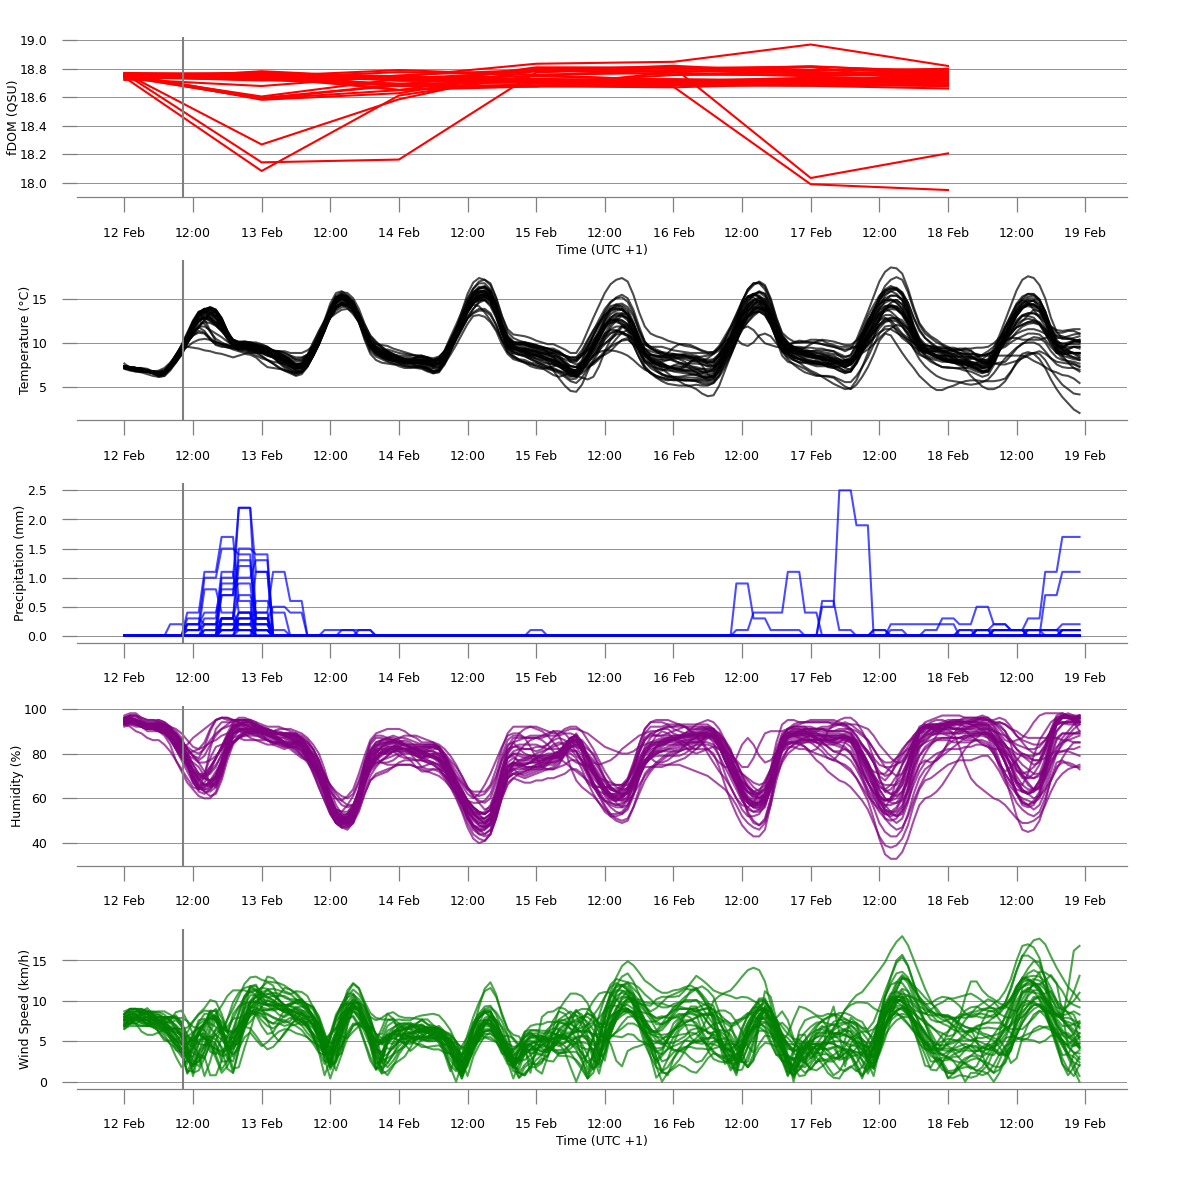 19.0
18.8
18.6
18.4
18.2
18.0
fDOM (QSU)
12 Feb 12:00 13 Feb 12:00 14 Feb 12:00 15 Feb 12:00 16 Feb 12:00 17 Feb 12:00 18 Feb 12:00 19 Feb
Time (UTC +1)
15
10
5
Temperature (°C)
12 Feb 12:00 13 Feb 12:00 14 Feb 12:00 15 Feb 12:00 16 Feb 12:00 17 Feb 12:00 18 Feb 12:00 19 Feb
2.5
2.0
1.5
1.0
0.5
0.0
Precipitation (mm)
12 Feb 12:00 13 Feb 12:00 14 Feb 12:00 15 Feb 12:00 16 Feb 12:00 17 Feb 12:00 18 Feb 12:00 19 Feb
100
80
60
40
Humidity (%)
12 Feb 12:00 13 Feb 12:00 14 Feb 12:00 15 Feb 12:00 16 Feb 12:00 17 Feb 12:00 18 Feb 12:00 19 Feb
15
10
5
0
Wind Speed (km/h)
12 Feb 12:00 13 Feb 12:00 14 Feb 12:00 15 Feb 12:00 16 Feb 12:00 17 Feb 12:00 18 Feb 12:00 19 Feb
Time (UTC +1)